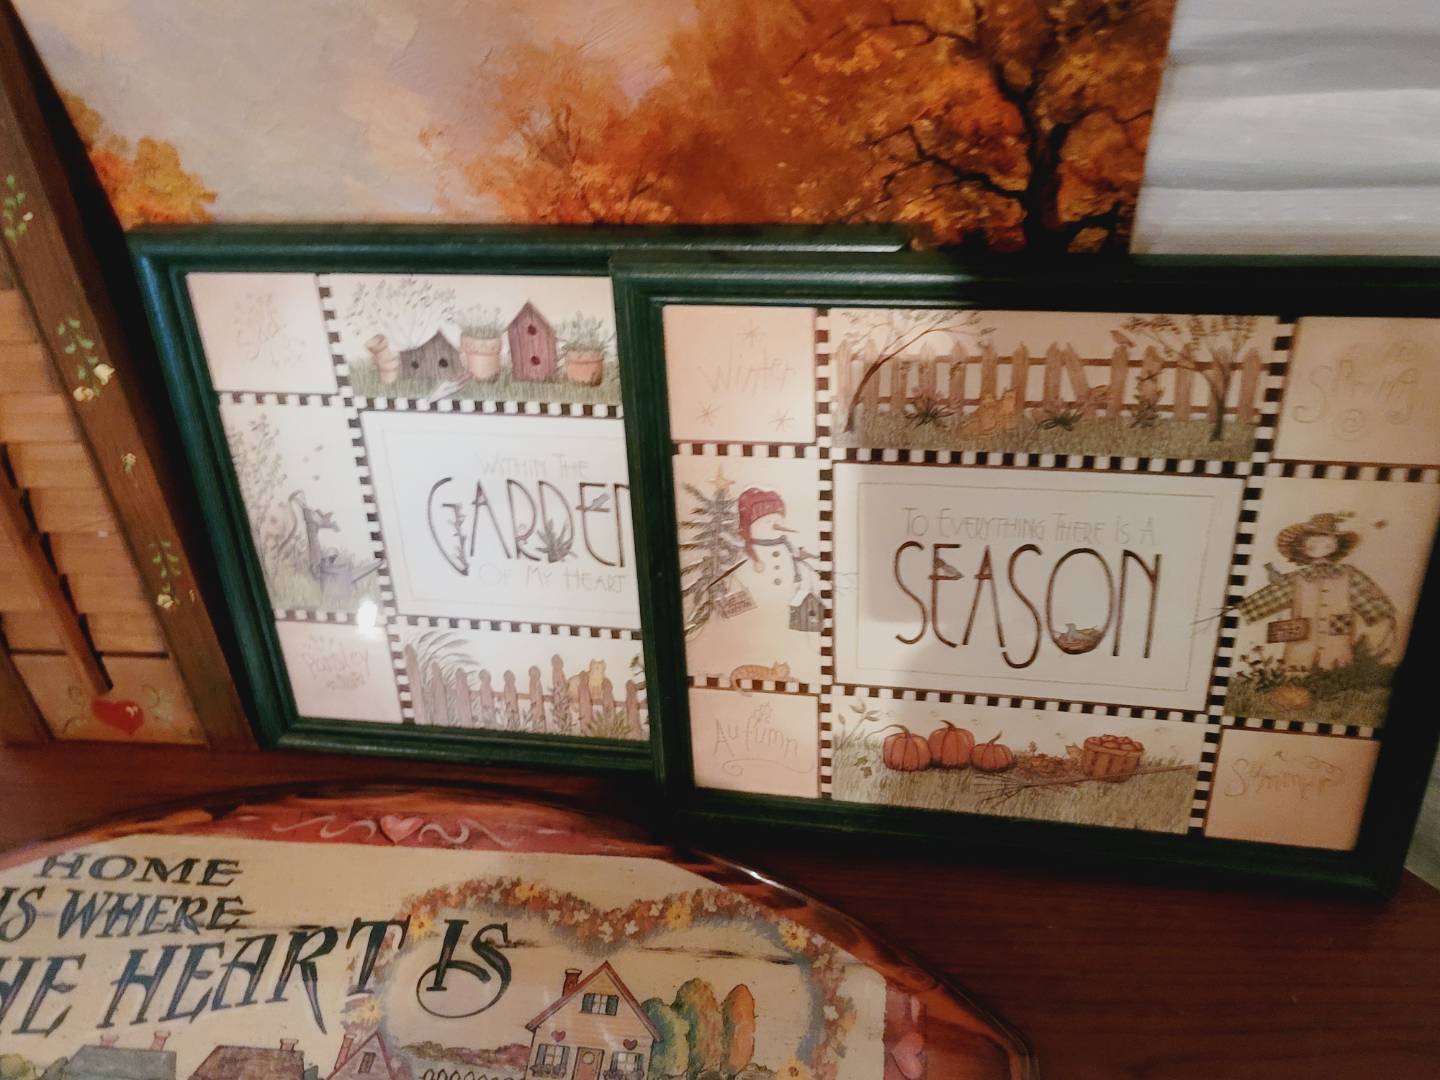 WITHIN THE
GARDEN
OF MY HEART
parsley
Winter
Spring
TO EVERYTHING THERE IS A
SEASON
Autumn
Summer
HOME
IS WHERE
HE HEART IS